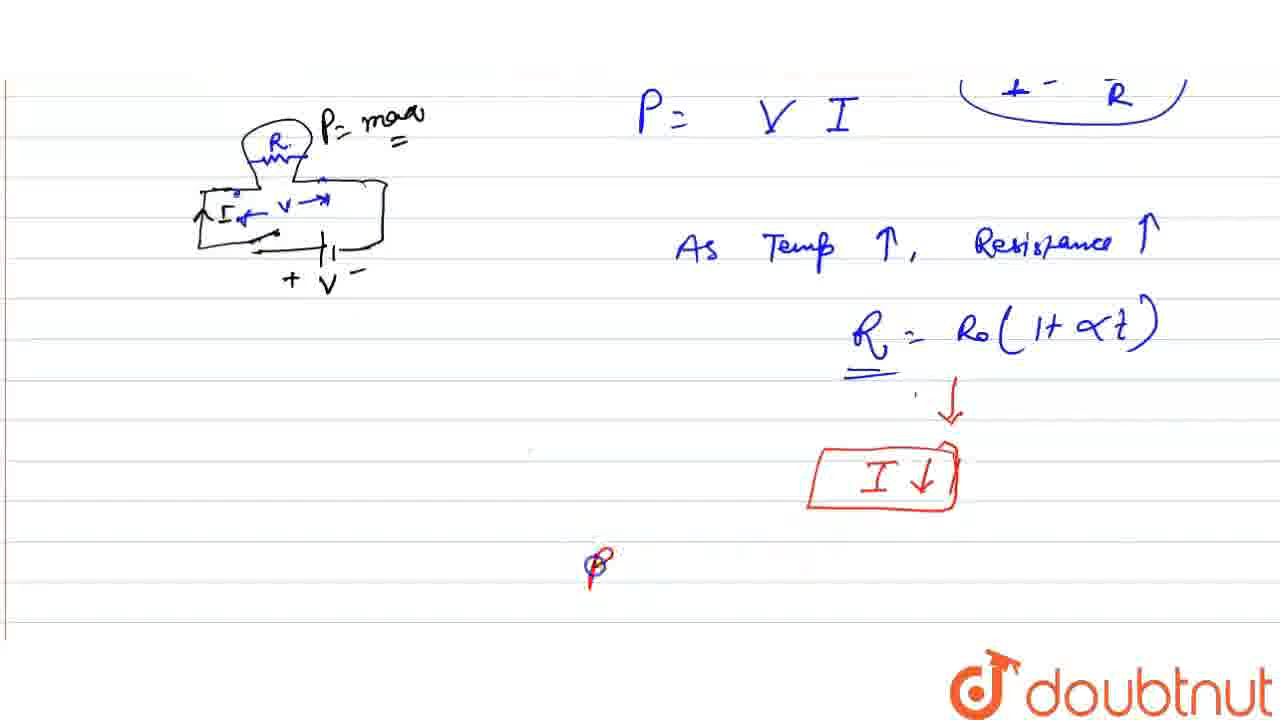 I = V/R
P = max
R
P = V I
I V
+ V −
As Temp ↑, Resistance ↑
R = R₀(1+αt)
I ↓
P
doubtnut